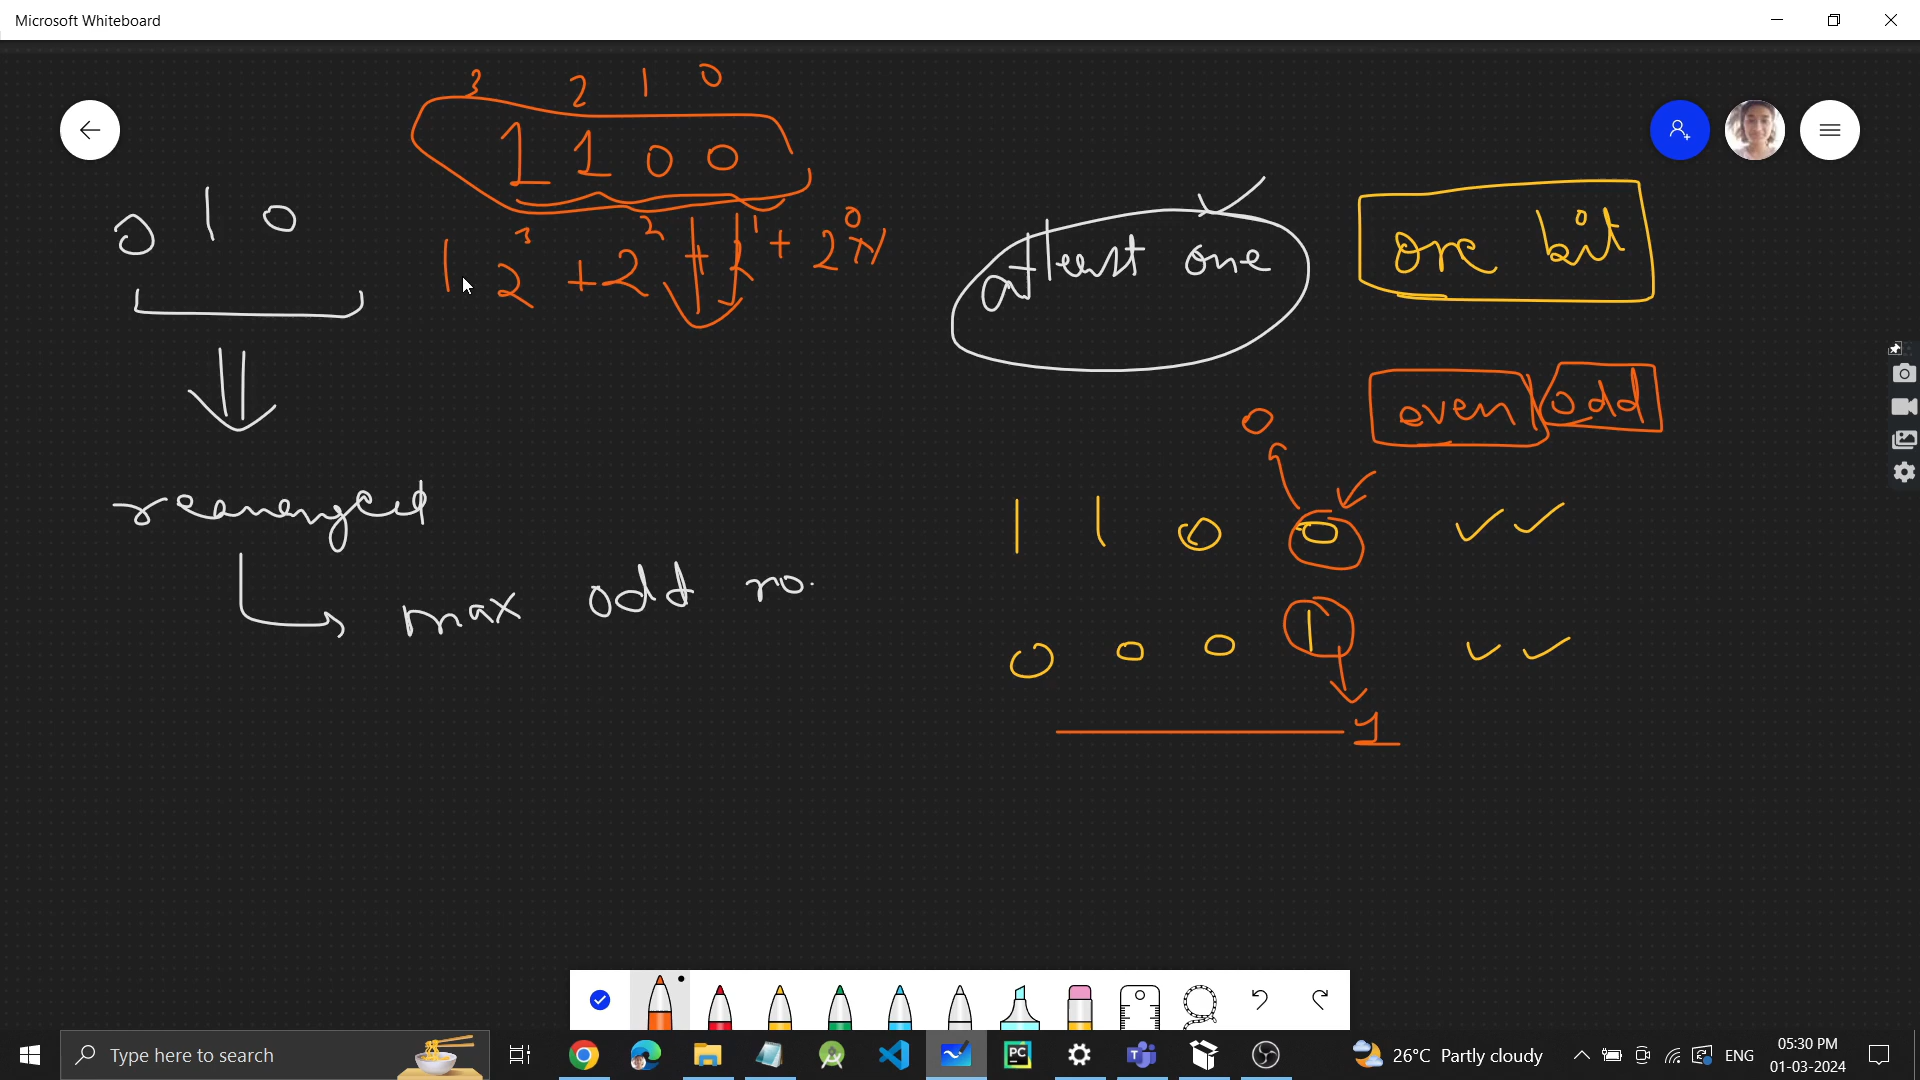 Microsoft Whiteboard
3 2 1 0
1 1 0 0
0 1 0
1 2³ + 2² + 2¹ + 2⁰
atleast one
one bit
even odd
0
1 1 0 0
rearranged
max odd no.
0 0 0 1
1
Type here to search
PC
26°C Partly cloudy
ENG
05:30 PM
01-03-2024